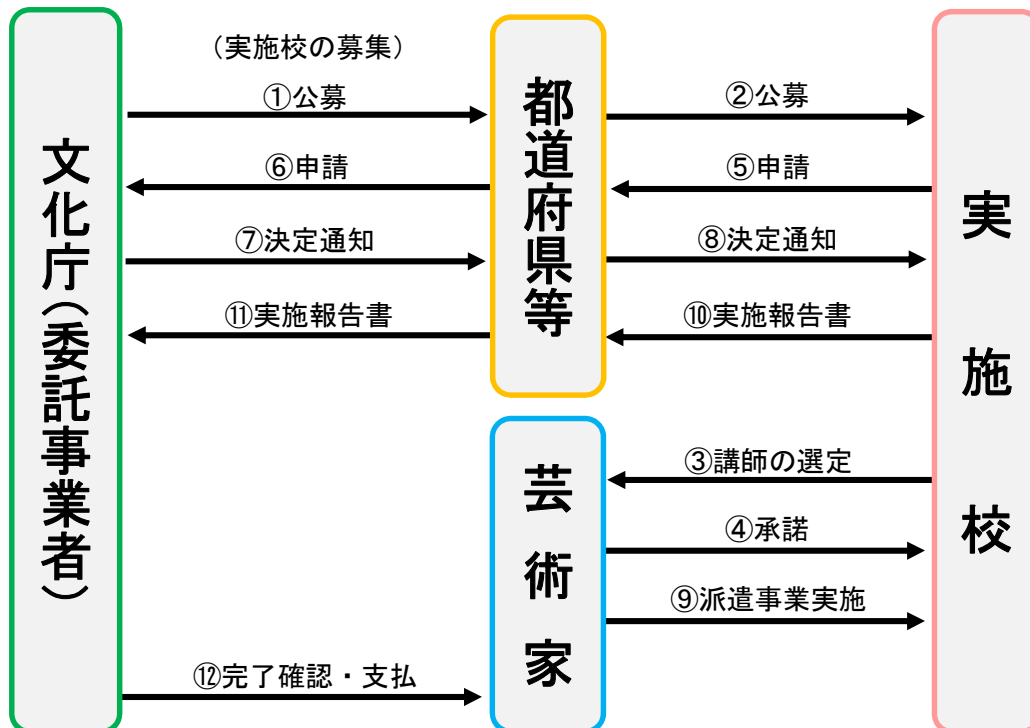 文化庁（委託事業者）
（実施校の募集）
①公募
⑥申請
⑦決定通知
⑪実施報告書
⑫完了確認・支払
都道府県等
芸術家
②公募
⑤申請
⑧決定通知
⑩実施報告書
③講師の選定
④承諾
⑨派遣事業実施
実施校